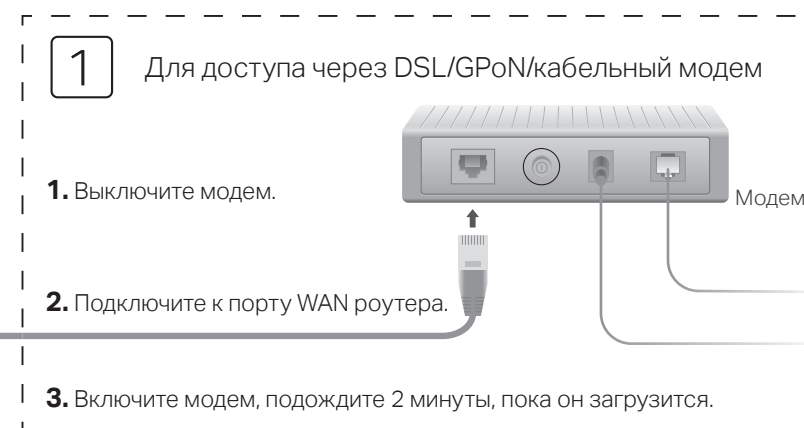 1
Для доступа через DSL/GPoN/кабельный модем
1. Выключите модем.
Модем
2. Подключите к порту WAN роутера.
3. Включите модем, подождите 2 минуты, пока он загрузится.